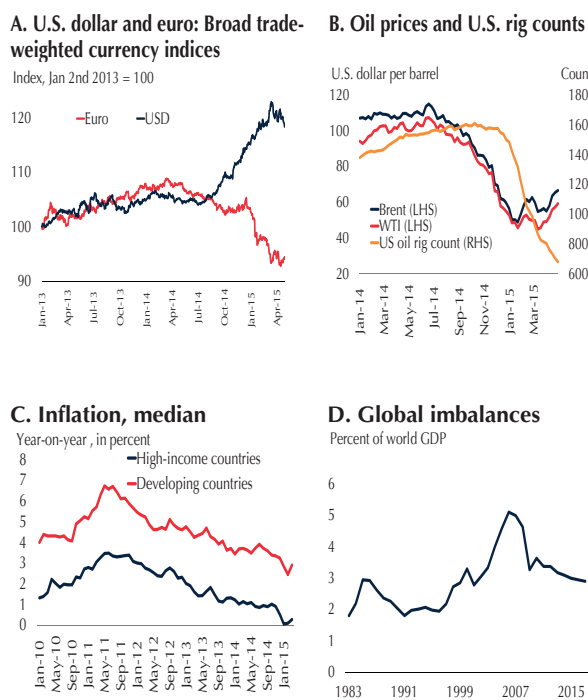 A. U.S. dollar and euro: Broad trade-
weighted currency indices
Index, Jan 2nd 2013 = 100
120
110
100
90
Euro
USD
Jan-13
Apr-13
Jul-13
Oct-13
Jan-14
Apr-14
Jul-14
Oct-14
Jan-15
Apr-15
B. Oil prices and U.S. rig counts
U.S. dollar per barrel
Coun
120
100
80
60
40
20
180
160
140
120
100
800
600
Brent (LHS)
WTI (LHS)
US oil rig count (RHS)
Jan-14
Mar-14
May-14
Jul-14
Sep-14
Nov-14
Jan-15
Mar-15
C. Inflation, median
Year-on-year , in percent
8
7
6
5
4
3
2
1
0
High-income countries
Developing countries
Jan-10
May-10
Sep-10
Jan-11
May-11
Sep-11
Jan-12
May-12
Sep-12
Jan-13
May-13
Sep-13
Jan-14
May-14
Sep-14
Jan-15
D. Global imbalances
Percent of world GDP
6
5
4
3
2
1
0
1983
1991
1999
2007
2015